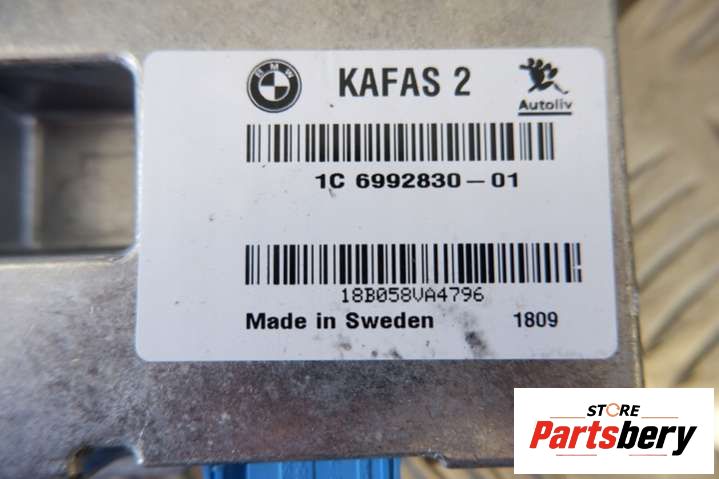 BMW
KAFAS 2
Autoliv
1C 6992830-01
18B058VA4796
Made in Sweden 1809
STORE
Partsbery